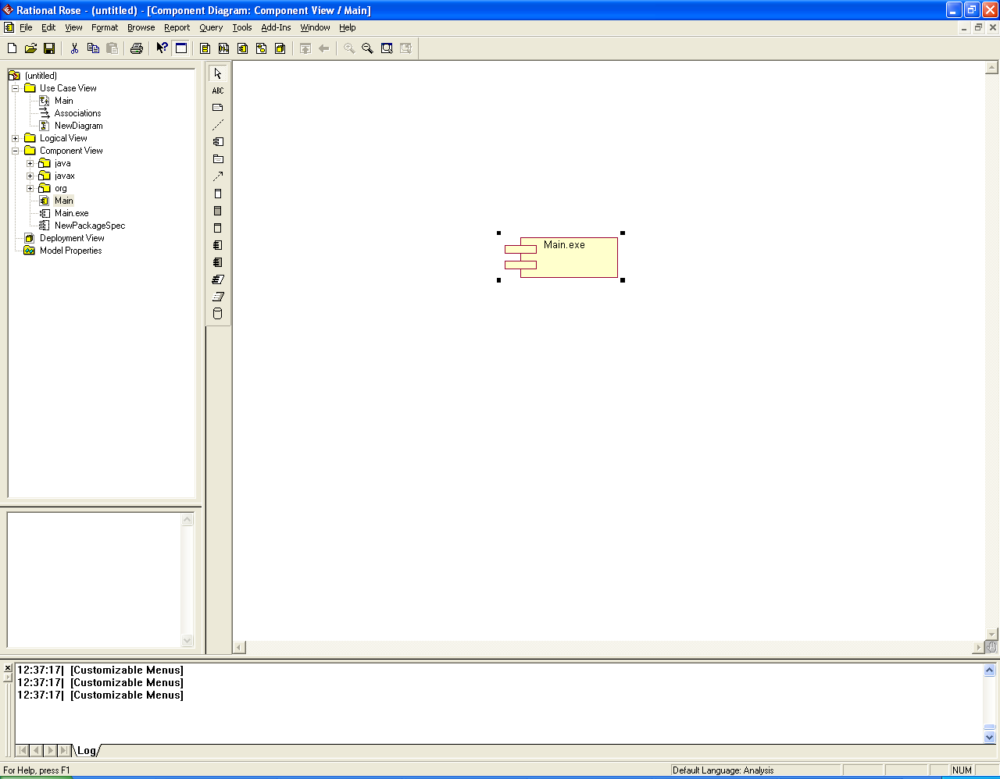 Rational Rose - (untitled) - [Component Diagram: Component View / Main]
File Edit View Format Browse Report Query Tools Add-Ins Window Help
ABC
(untitled)
Use Case View
Main
Associations
NewDiagram
Logical View
Component View
java
javax
org
Main
Main.exe
NewPackageSpec
Deployment View
Model Properties
Main.exe
12:37:17| [Customizable Menus]
12:37:17| [Customizable Menus]
12:37:17| [Customizable Menus]
Log
For Help, press F1
Default Language: Analysis
NUM